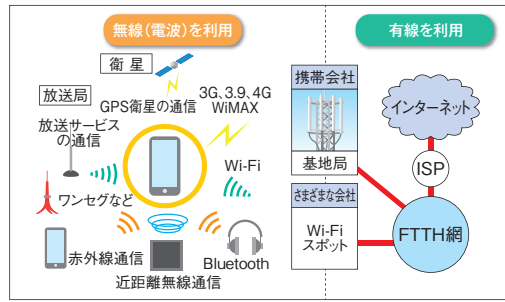 無線(電波)を利用
有線を利用
衛星
放送局
GPS衛星の通信
3G、3.9、4G
WiMAX
放送サービス
の通信
Wi-Fi
ワンセグなど
赤外線通信
近距離無線通信
Bluetooth
携帯会社
基地局
さまざまな会社
Wi-Fi
スポット
インターネット
ISP
FTTH網